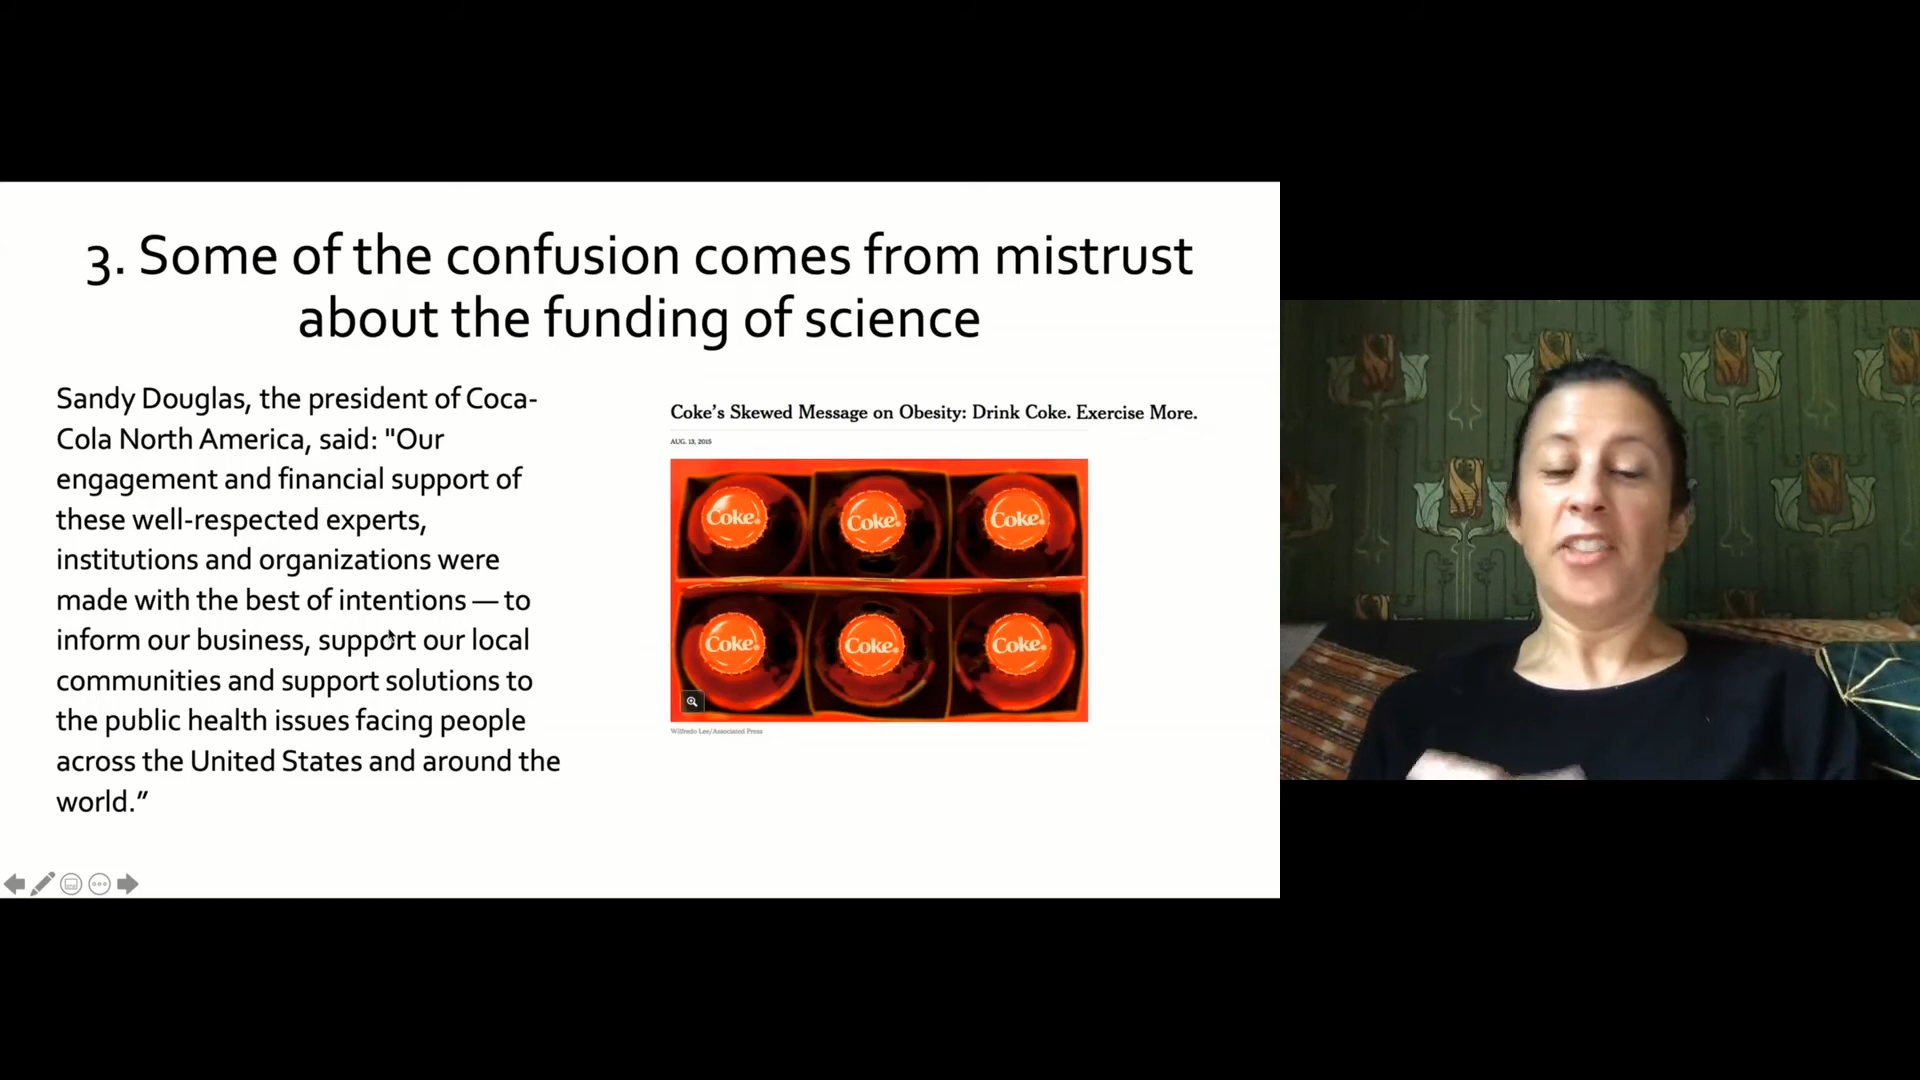 3. Some of the confusion comes from mistrust
about the funding of science
Sandy Douglas, the president of Coca-
Cola North America, said: "Our
engagement and financial support of
these well-respected experts,
institutions and organizations were
made with the best of intentions — to
inform our business, support our local
communities and support solutions to
the public health issues facing people
across the United States and around the
world.”
Coke’s Skewed Message on Obesity: Drink Coke. Exercise More.
AUG. 13, 2015
Coke. Coke. Coke.
Coke. Coke. Coke.
Wilfredo Lee/Associated Press